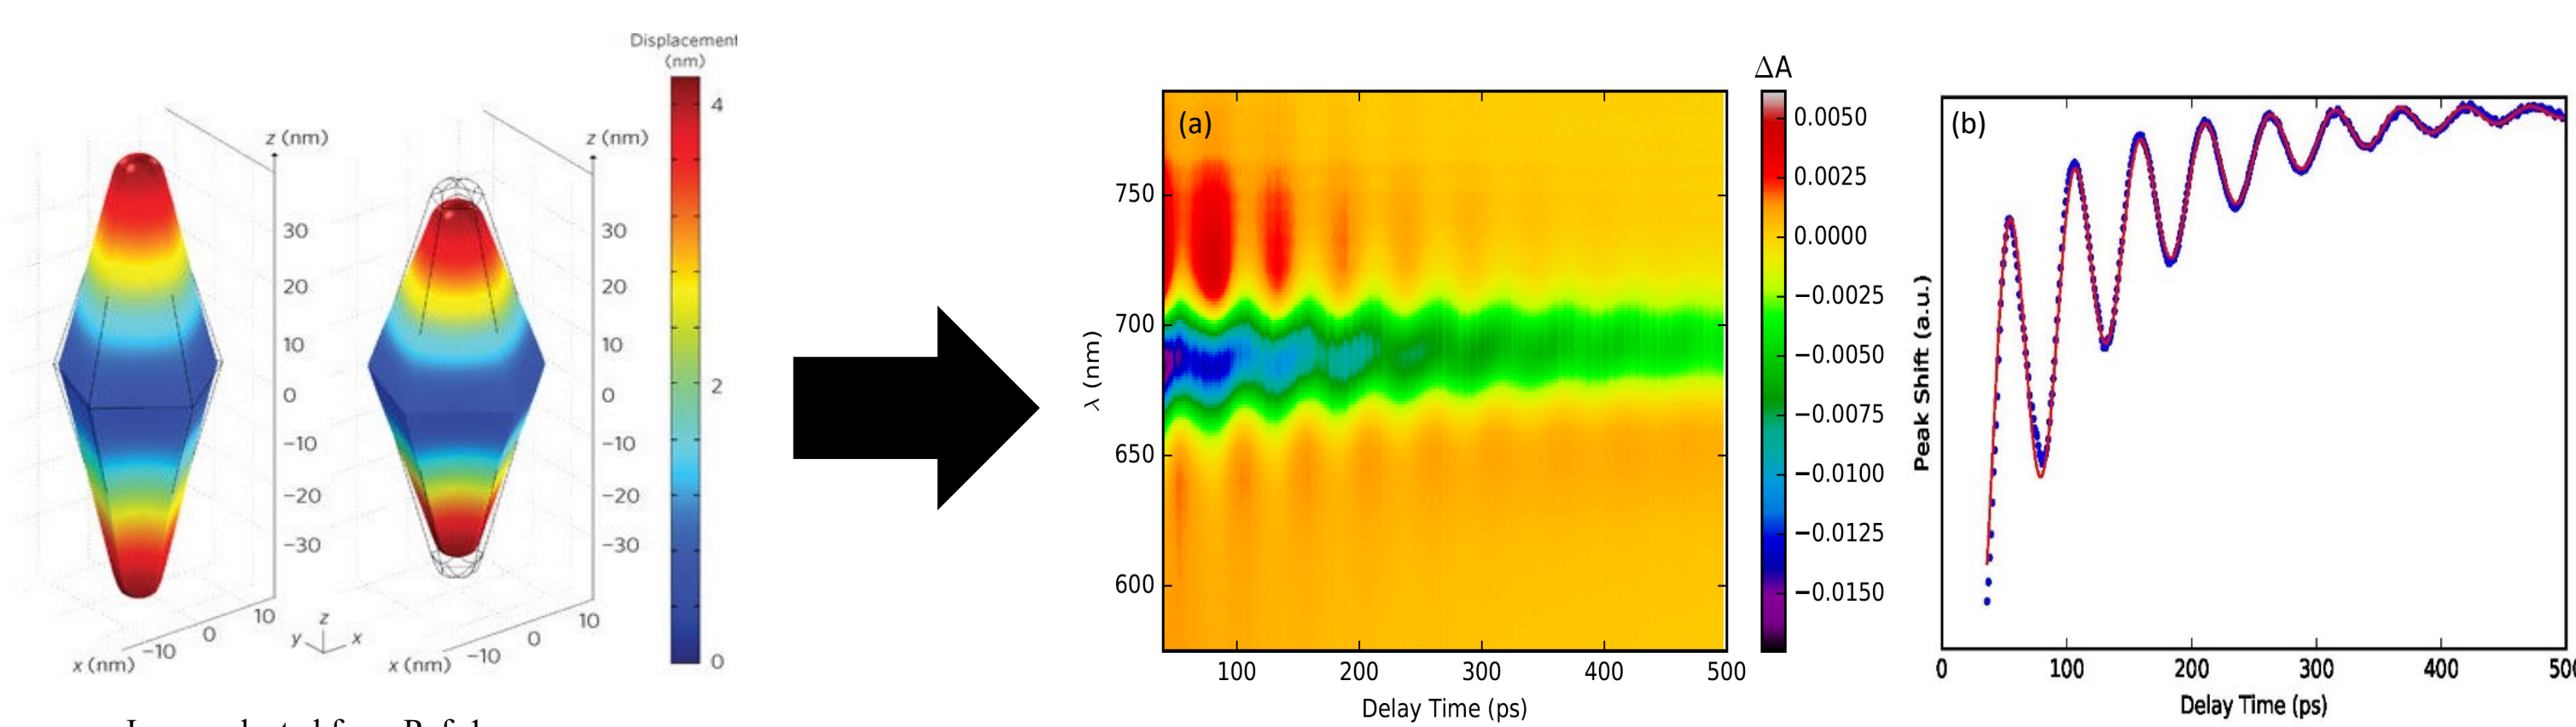 Displacement
(nm)
4
2
0
z (nm)
30
20
10
0
−10
−20
−30
10
0
−10
x (nm)
z
y
x
z (nm)
30
20
10
0
−10
−20
−30
10
0
−10
x (nm)
(a)
λ (nm)
750
700
650
600
100
200
300
400
500
Delay Time (ps)
ΔA
0.0050
0.0025
0.0000
−0.0025
−0.0050
−0.0075
−0.0100
−0.0125
−0.0150
(b)
Peak Shift (a.u.)
0
100
200
300
400
50
Delay Time (ps)